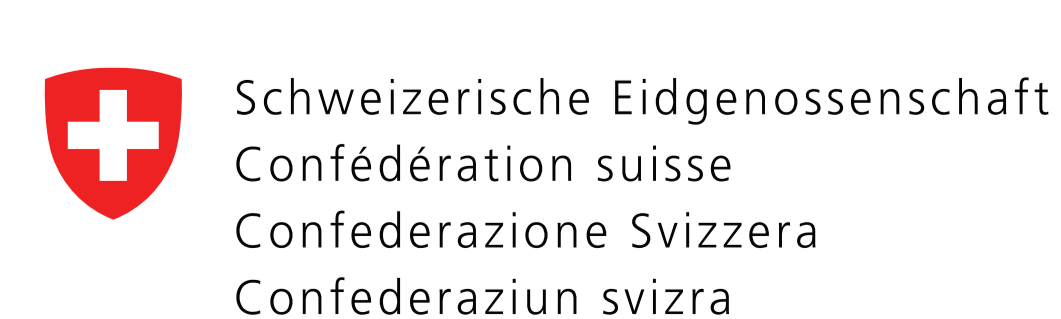 Schweizerische Eidgenossenschaft
Confédération suisse
Confederazione Svizzera
Confederaziun svizra